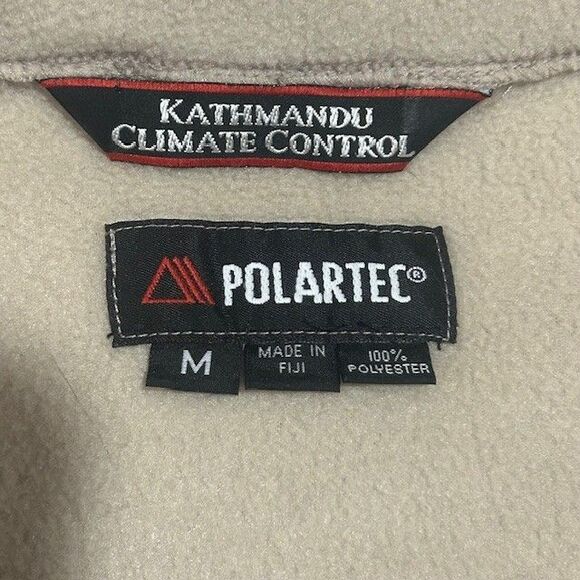 KATHMANDU
CLIMATE CONTROL
POLARTEC®
M
MADE IN
FIJI
100%
POLYESTER